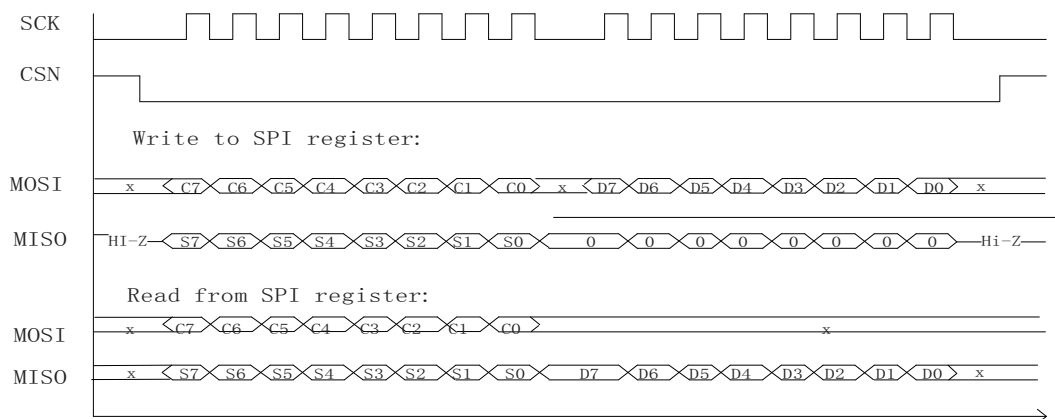 SCK
CSN
Write to SPI register:
MOSI x C7 C6 C5 C4 C3 C2 C1 C0 x D7 D6 D5 D4 D3 D2 D1 D0 x
MISO HI-Z S7 S6 S5 S4 S3 S2 S1 S0 0 0 0 0 0 0 0 0 Hi-Z
Read from SPI register:
MOSI x C7 C6 C5 C4 C3 C2 C1 C0 x
MISO x S7 S6 S5 S4 S3 S2 S1 S0 D7 D6 D5 D4 D3 D2 D1 D0 x